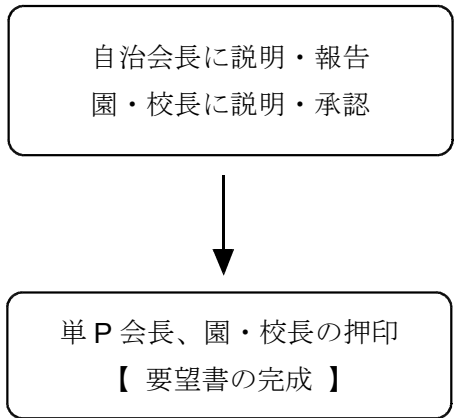 自治会長に説明・報告
園・校長に説明・承認
単 P 会長、園・校長の押印
【 要望書の完成 】